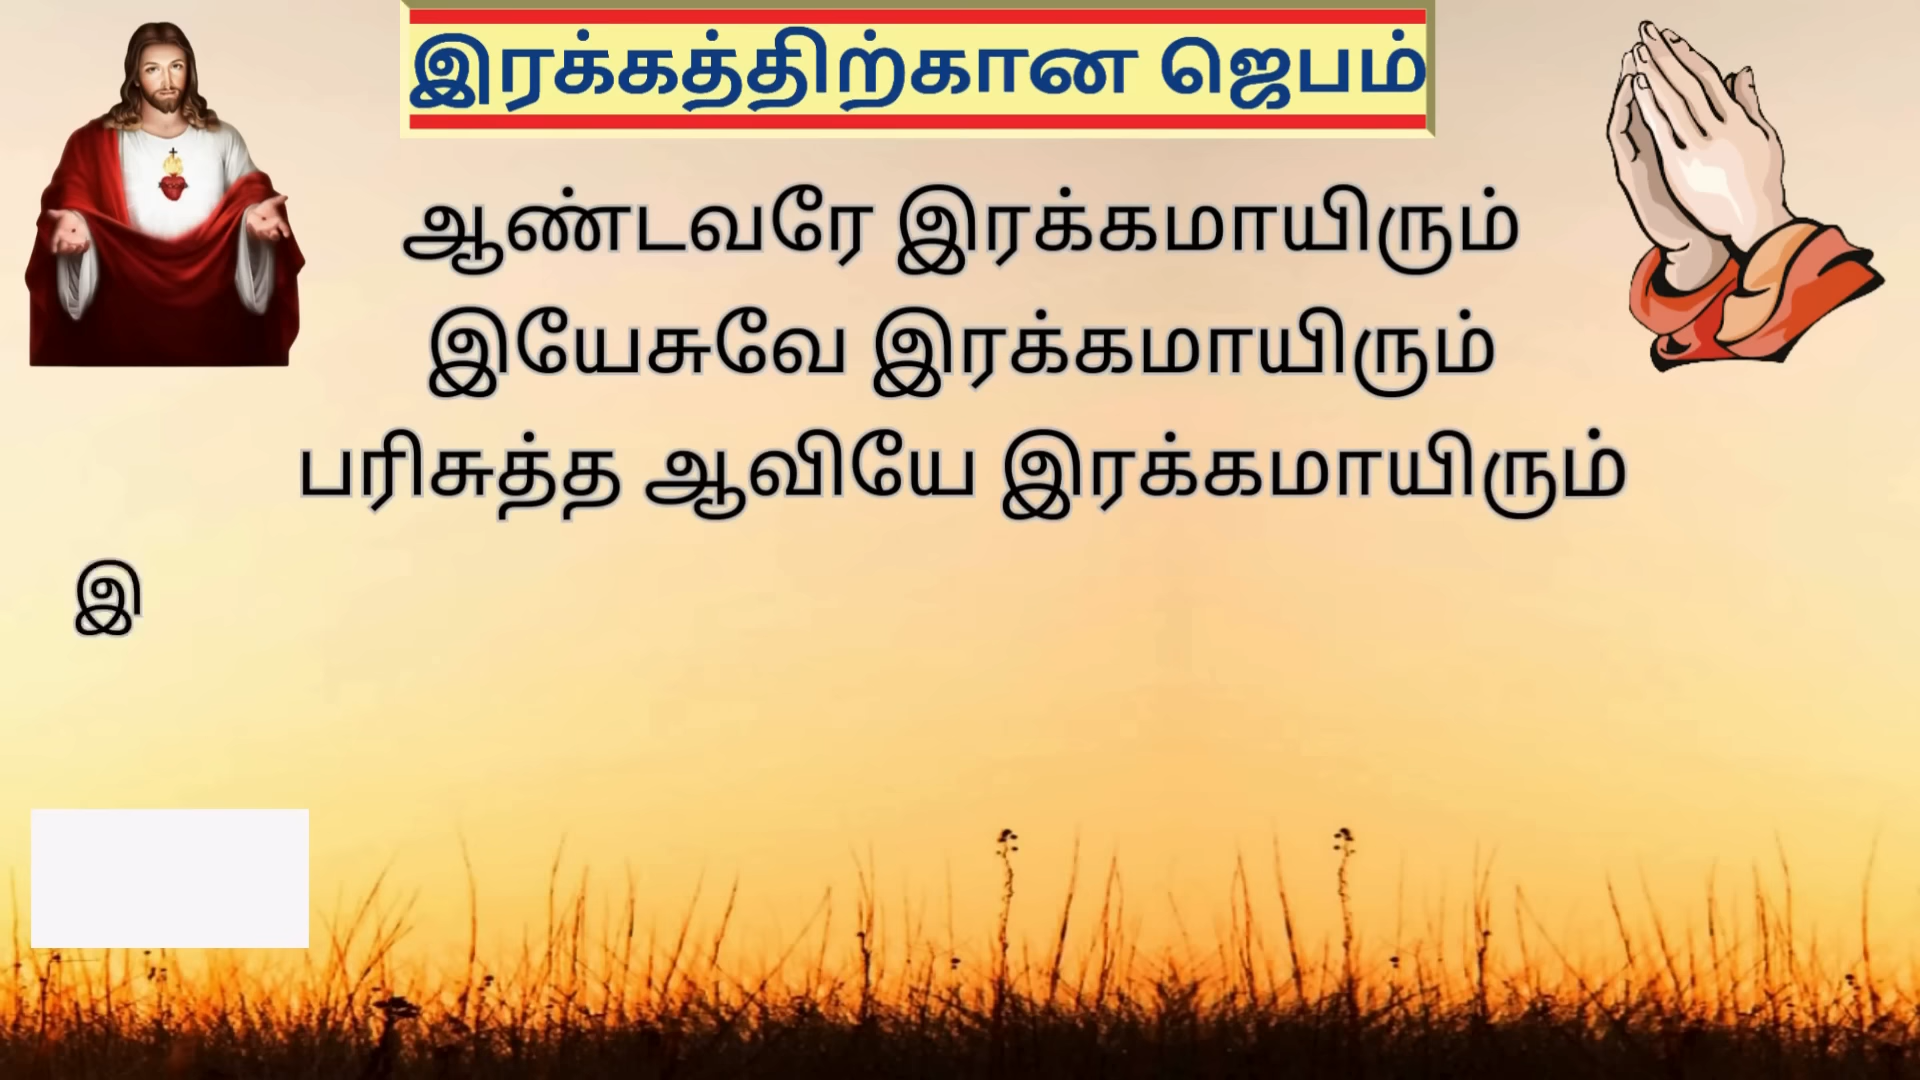 இரக்கத்திற்கான ஜெபம்
ஆண்டவரே இரக்கமாயிரும்
இயேசுவே இரக்கமாயிரும்
பரிசுத்த ஆவியே இரக்கமாயிரும்
இ